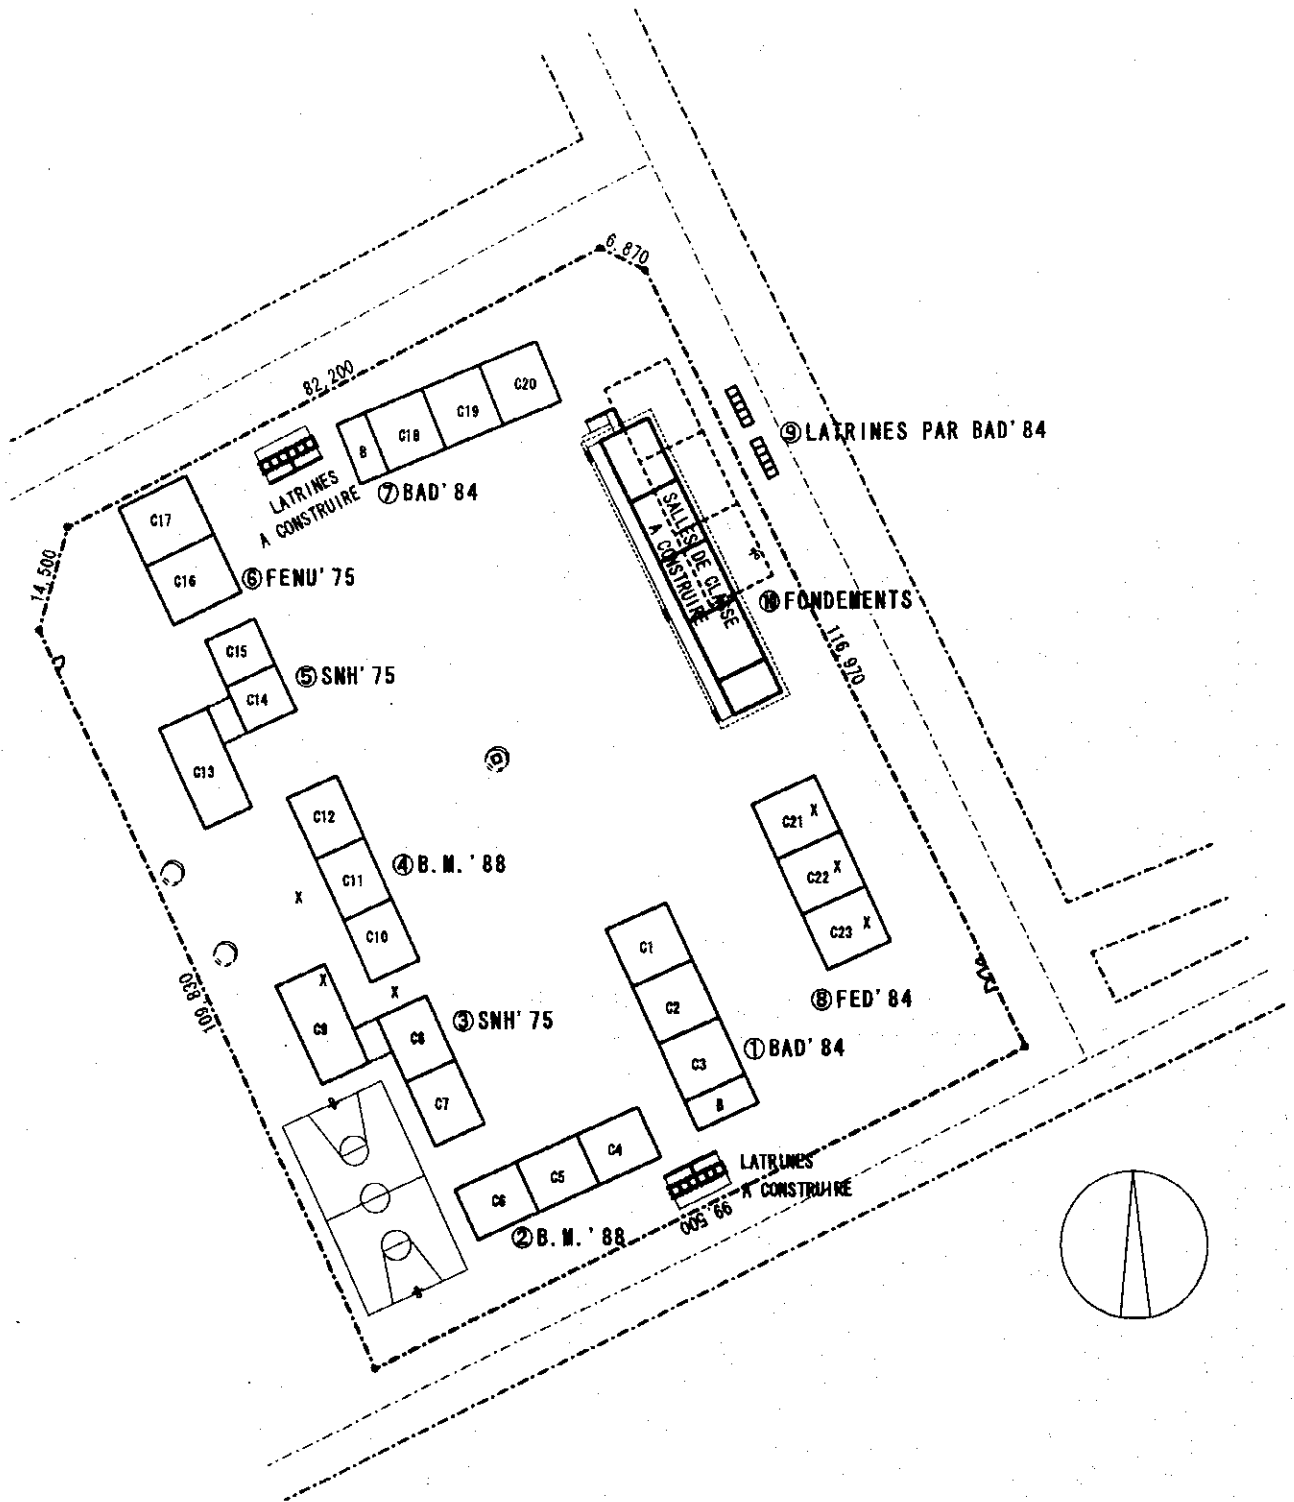 6,870
82,200
C20
C19
C18
B
⑨LATRINES PAR BAD'84
LATRINES
A CONSTRUIRE
⑦BAD'84
C17
C16
⑥FENU'75
SALLES DE CLASSE
A CONSTRUIRE
⑩FONDEMENTS
14,500
C15
C14
⑤SNH'75
C13
116,970
C12
C11
C10
④B.M.'88
X
C21 X
C22 X
C23 X
⑧FED'84
109,830
X
X
C9
C8
C7
③SNH'75
C1
C2
C3
B
①BAD'84
C4
C5
C6
②B.M.'88
LATRINES
A CONSTRUIRE
99,500